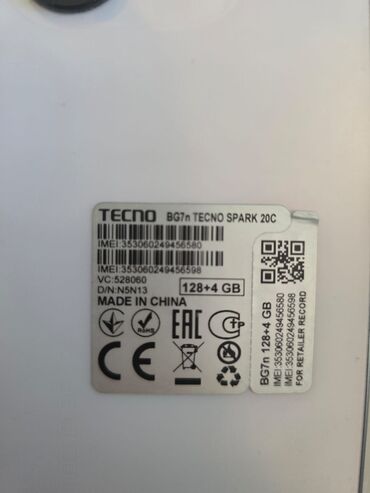 TECNO BG7n TECNO SPARK 20C
IMEI:353060249456580
IMEI:353060249456598
VC:528060
D/N:N5N13
128+4 GB
MADE IN CHINA
RoHS
EAC
CE
BG7n 128+4 GB
IMEI:353060249456580
IMEI:353060249456598
FOR RETAILER RECORD